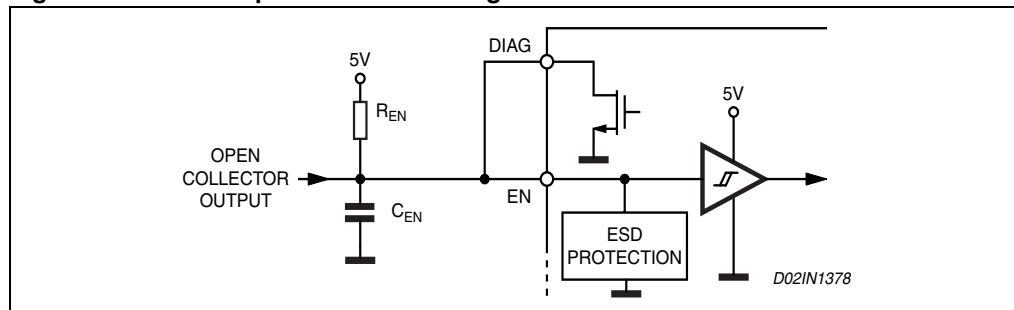 DIAG
5V
R_EN
5V
OPEN
COLLECTOR
OUTPUT
EN
C_EN
ESD
PROTECTION
D02IN1378